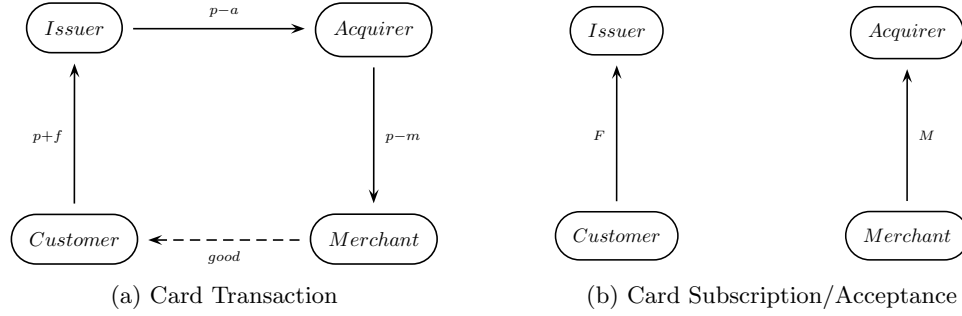 Issuer
p−a
Acquirer
p+f
p−m
Customer
good
Merchant
(a) Card Transaction
Issuer
Acquirer
F
M
Customer
Merchant
(b) Card Subscription/Acceptance